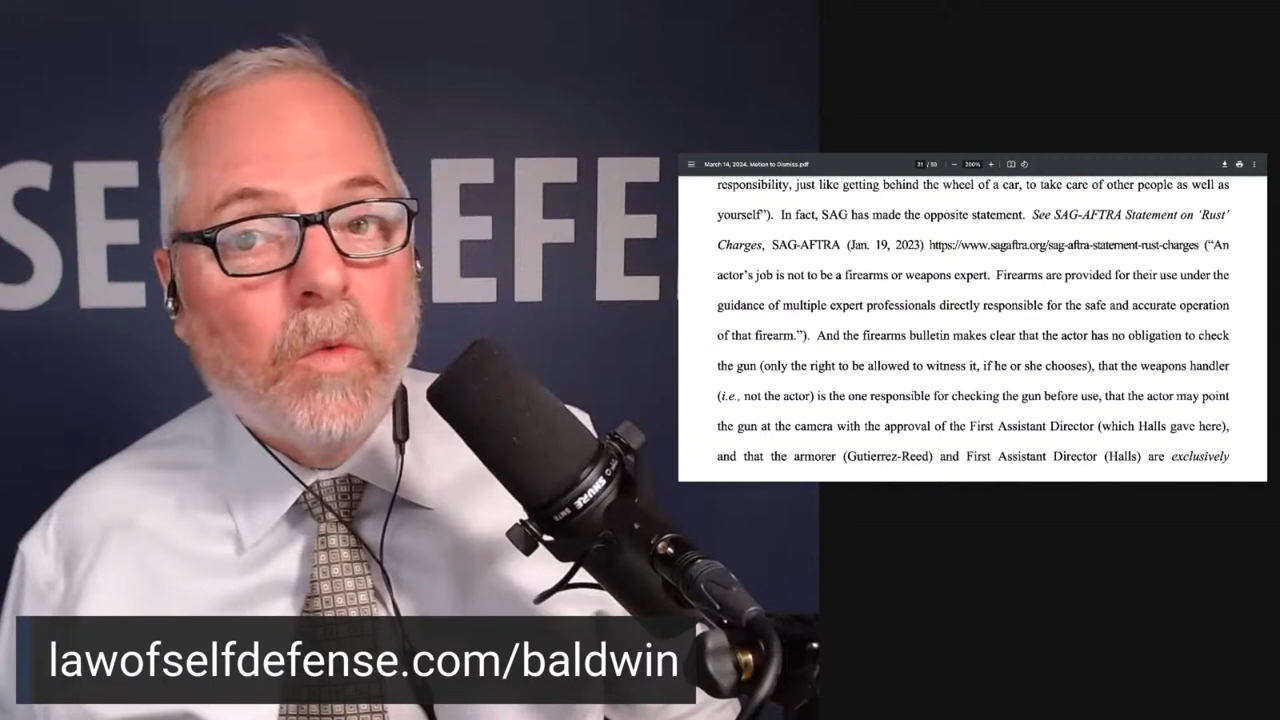 SE EFE
March 14, 2024, Motion to Dismiss.pdf
31 / 50
200%
responsibility, just like getting behind the wheel of a car, to take care of other people as well as
yourself”). In fact, SAG has made the opposite statement. See SAG-AFTRA Statement on ‘Rust’
Charges, SAG-AFTRA (Jan. 19, 2023) https://www.sagaftra.org/sag-aftra-statement-rust-charges (“An
actor’s job is not to be a firearms or weapons expert. Firearms are provided for their use under the
guidance of multiple expert professionals directly responsible for the safe and accurate operation
of that firearm.”). And the firearms bulletin makes clear that the actor has no obligation to check
the gun (only the right to be allowed to witness it, if he or she chooses), that the weapons handler
(i.e., not the actor) is the one responsible for checking the gun before use, that the actor may point
the gun at the camera with the approval of the First Assistant Director (which Halls gave here),
and that the armorer (Gutierrez-Reed) and First Assistant Director (Halls) are exclusively
SHURE
lawofselfdefense.com/baldwin